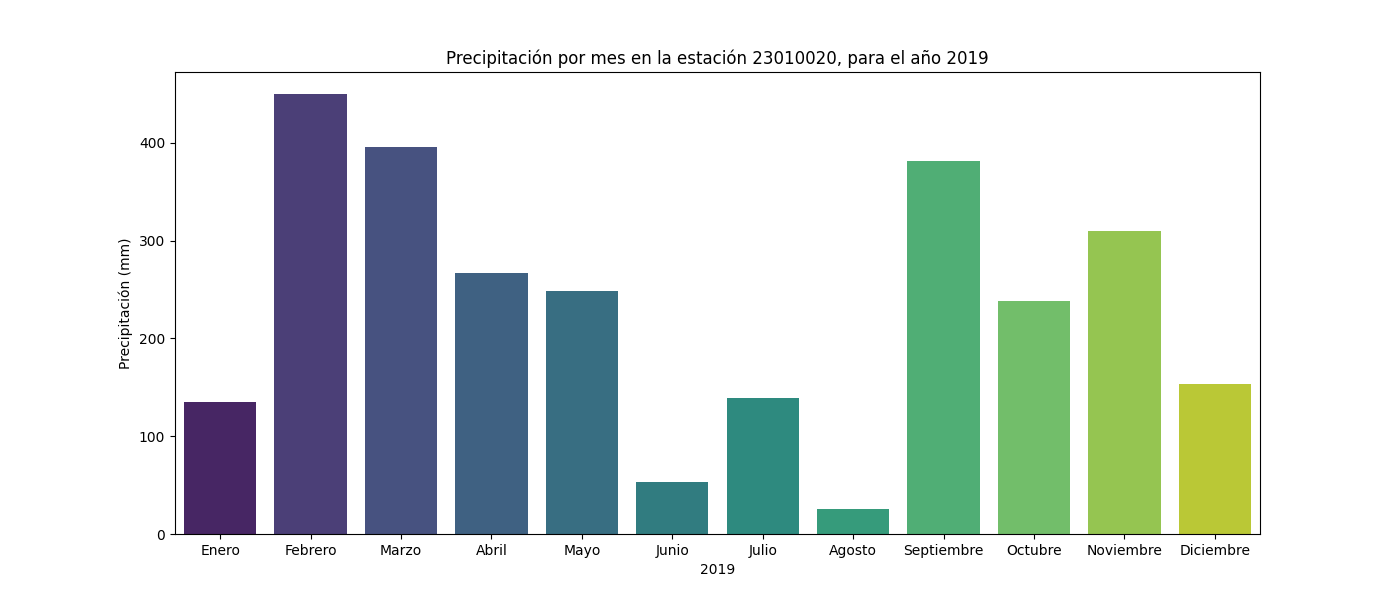 Precipitación por mes en la estación 23010020, para el año 2019
Precipitación (mm)
400
300
200
100
0
Enero Febrero Marzo Abril Mayo Junio Julio Agosto Septiembre Octubre Noviembre Diciembre
2019